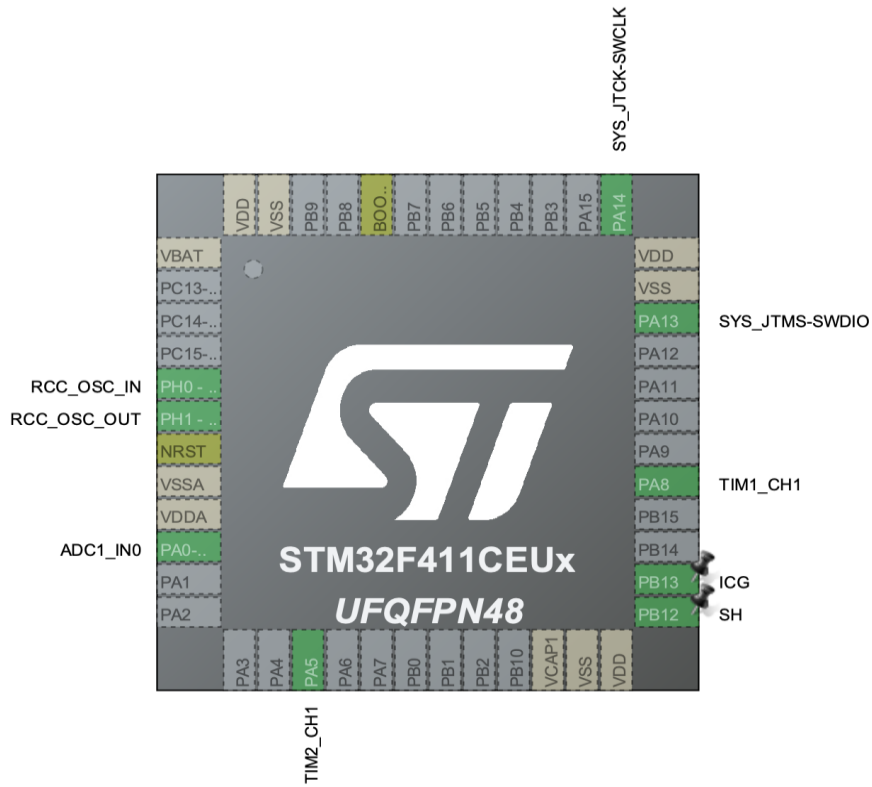 SYS_JTCK-SWCLK
VDD
VSS
PB9
PB8
BOO..
PB7
PB6
PB5
PB4
PB3
PA15
PA14
VBAT
PC13-..
PC14-..
PC15-..
RCC_OSC_IN
PH0 - ..
RCC_OSC_OUT
PH1 - ..
NRST
VSSA
VDDA
ADC1_IN0
PA0-..
PA1
PA2
ST
STM32F411CEUx
UFQFPN48
VDD
VSS
PA13
SYS_JTMS-SWDIO
PA12
PA11
PA10
PA9
PA8
TIM1_CH1
PB15
PB14
PB13
ICG
PB12
SH
PA3
PA4
PA5
PA6
PA7
PB0
PB1
PB2
PB10
VCAP1
VSS
VDD
TIM2_CH1